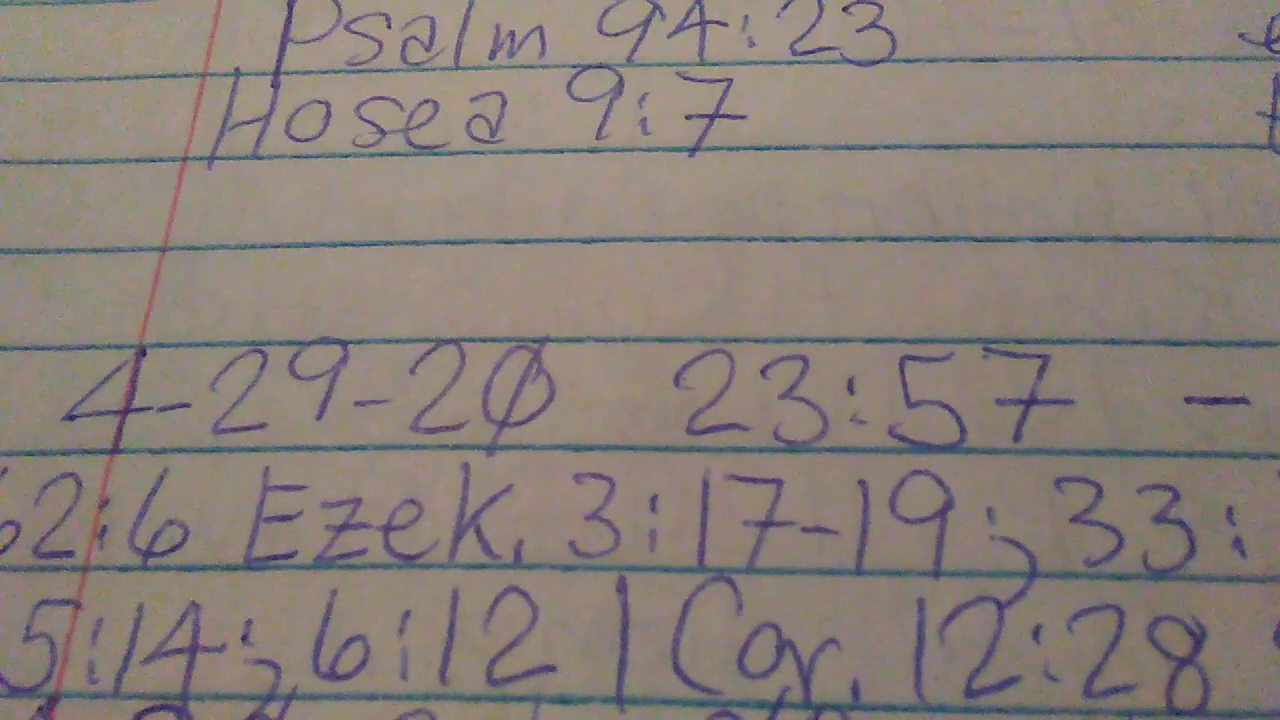 Psalm 94:23
Hosea 9:7
4-29-20 23:57 -
62:6 Ezek. 3:17-19; 33:
5:14; 6:12 1 Cor. 12:28